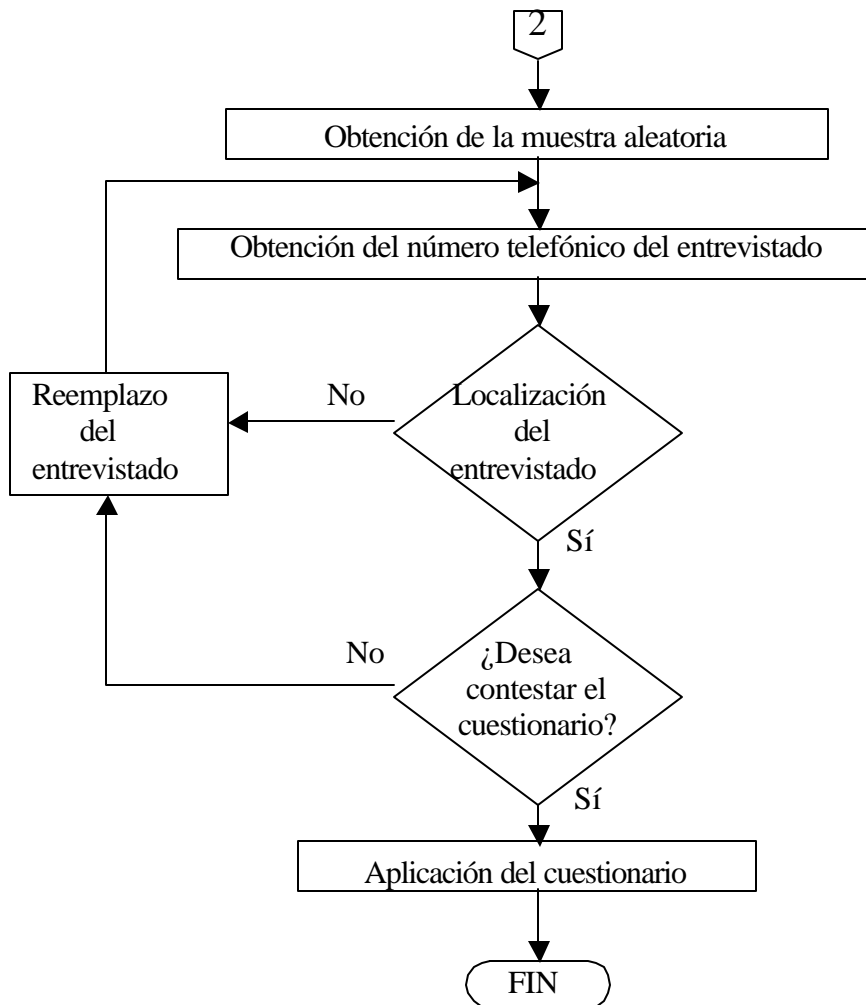 2
Obtención de la muestra aleatoria
Obtención del número telefónico del entrevistado
Reemplazo
del
entrevistado
No
Localización
del
entrevistado
Sí
No
¿Desea
contestar el
cuestionario?
Sí
Aplicación del cuestionario
FIN